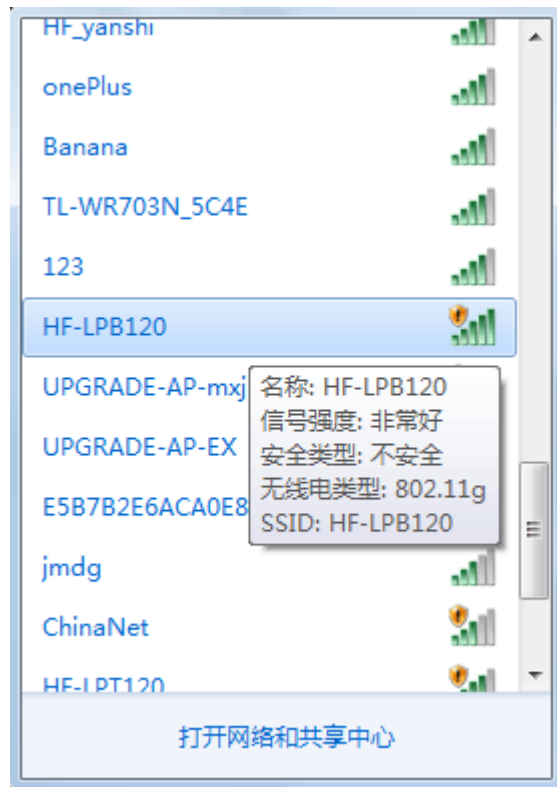 HF_yanshi
onePlus
Banana
TL-WR703N_5C4E
123
HF-LPB120
UPGRADE-AP-mxj
名称: HF-LPB120
信号强度: 非常好
UPGRADE-AP-EX
安全类型: 不安全
无线电类型: 802.11g
E5B7B2E6ACA0E8
SSID: HF-LPB120
jmdg
ChinaNet
HF-LPT120
打开网络和共享中心